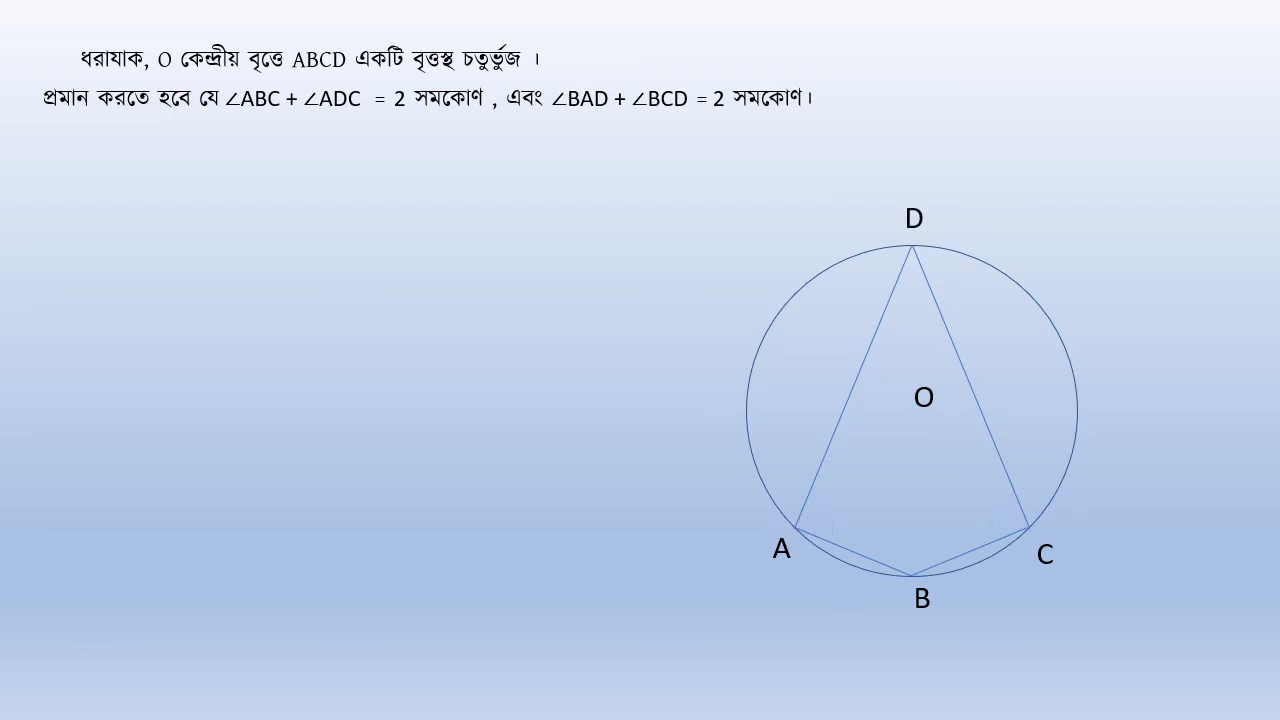 ধরাযাক, O কেন্দ্রীয় বৃত্তে ABCD একটি বৃত্তস্থ চতুর্ভুজ ।
প্রমান করতে হবে যে ∠ABC + ∠ADC = 2 সমকোণ , এবং ∠BAD + ∠BCD = 2 সমকোণ।
D
O
A
C
B